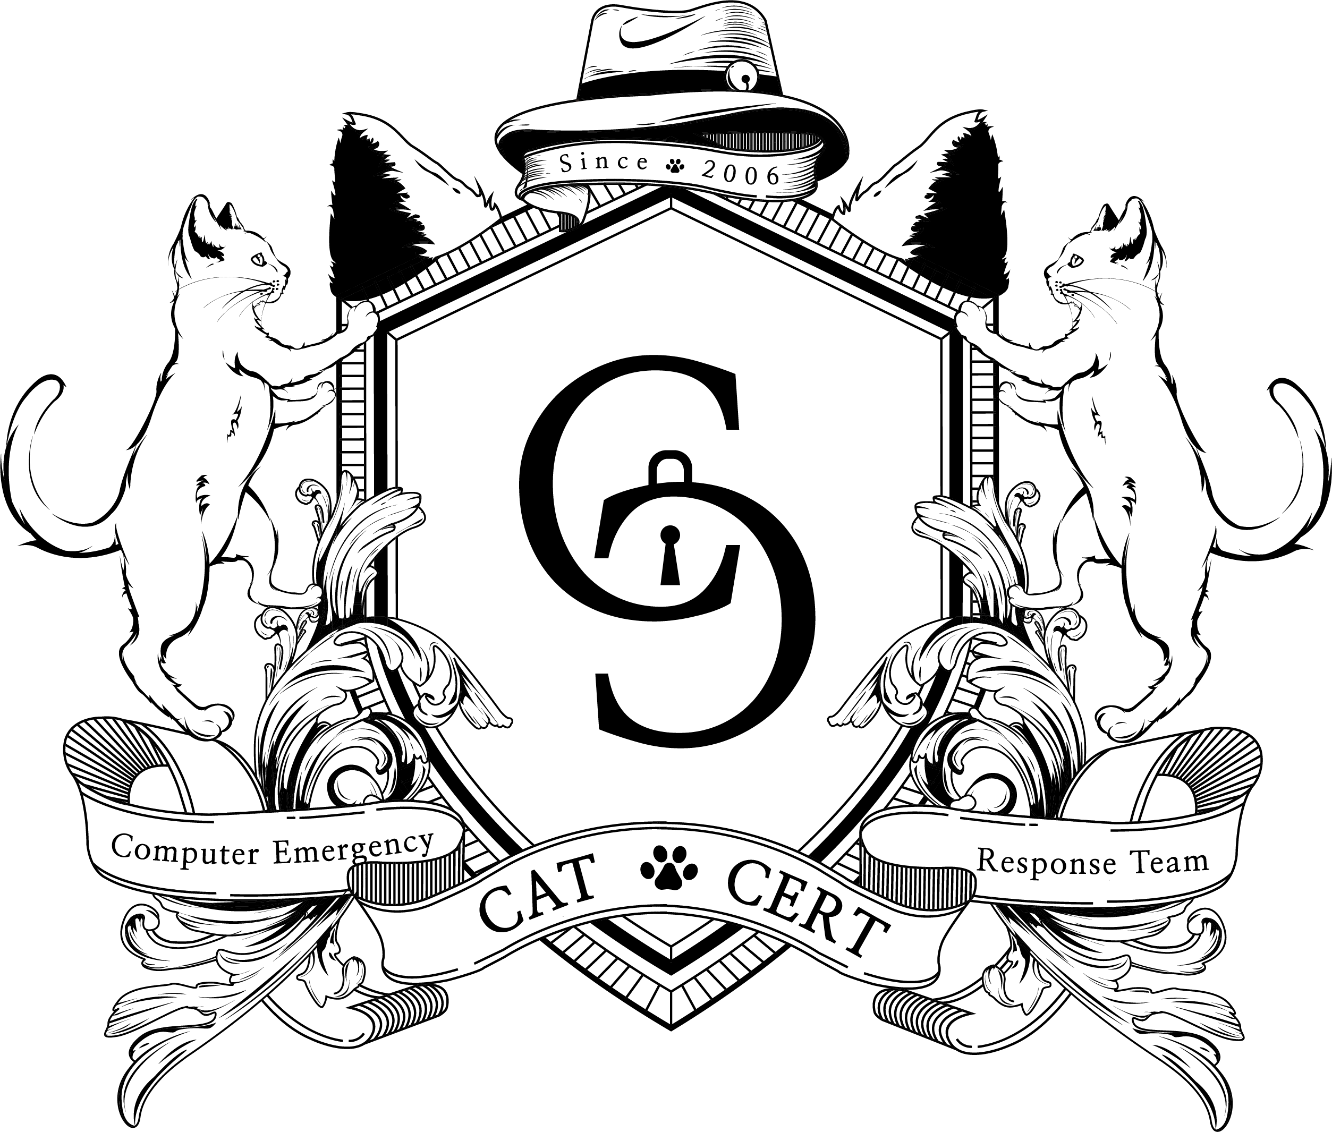 Since 2006
Computer Emergency
Response Team
CAT CERT